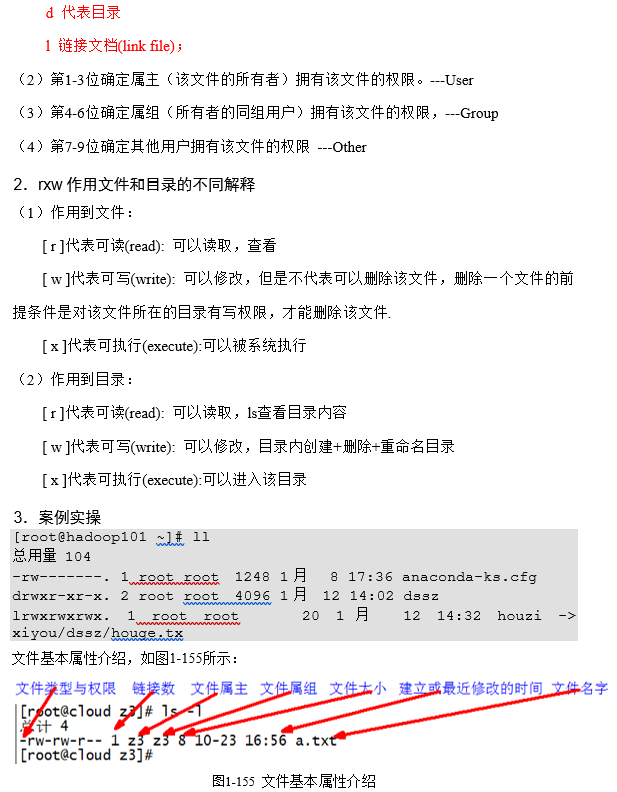 d 代表目录
l 链接文档(link file)；
（2）第1-3位确定属主（该文件的所有者）拥有该文件的权限。---User
（3）第4-6位确定属组（所有者的同组用户）拥有该文件的权限，---Group
（4）第7-9位确定其他用户拥有该文件的权限 ---Other
2．rxw 作用文件和目录的不同解释
（1）作用到文件：
[ r ]代表可读(read): 可以读取，查看
[ w ]代表可写(write): 可以修改，但是不代表可以删除该文件，删除一个文件的前
提条件是对该文件所在的目录有写权限，才能删除该文件.
[ x ]代表可执行(execute):可以被系统执行
（2）作用到目录：
[ r ]代表可读(read): 可以读取，ls查看目录内容
[ w ]代表可写(write): 可以修改，目录内创建+删除+重命名目录
[ x ]代表可执行(execute):可以进入该目录
3．案例实操
[root@hadoop101 ~]# ll
总用量 104
-rw-------. 1 root root 1248 1月 8 17:36 anaconda-ks.cfg
drwxr-xr-x. 2 root root 4096 1月 12 14:02 dssz
lrwxrwxrwx. 1 root root 20 1 月 12 14:32 houzi ->
xiyou/dssz/houge.tx
文件基本属性介绍，如图1-155所示：
文件类型与权限 链接数 文件属主 文件属组 文件大小 建立或最近修改的时间 文件名字
[root@cloud z3]# ls -l
总计 4
-rw-rw-r-- 1 z3 z3 8 10-23 16:56 a.txt
[root@cloud z3]#
图1-155 文件基本属性介绍